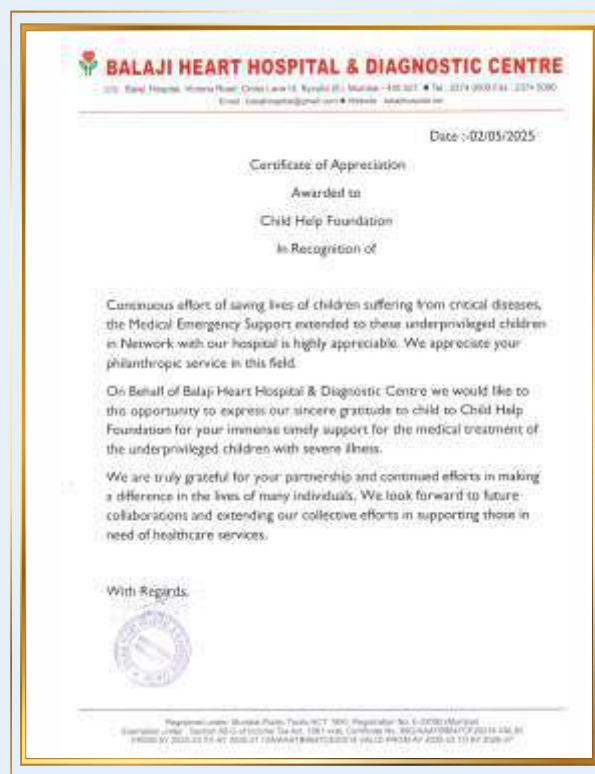 BALAJI HEART HOSPITAL & DIAGNOSTIC CENTRE
Date :-02/05/2025
Certificate of Appreciation
Awarded to
Child Help Foundation
In Recognition of
Continuous effort of saving lives of children suffering from critical diseases,
the Medical Emergency Support extended to these underprivileged children
in Network with our hospital is highly appreciable. We appreciate your
philanthropic service in this field.
On Behalf of Balaji Heart Hospital & Diagnostic Centre we would like to
this opportunity to express our sincere gratitude to child to Child Help
Foundation for your immense timely support for the medical treatment of
the underprivileged children with severe illness.
We are truly grateful for your partnership and continued efforts in making
a difference in the lives of many individuals. We look forward to future
collaborations and extending our collective efforts in supporting those in
need of healthcare services.
With Regards,